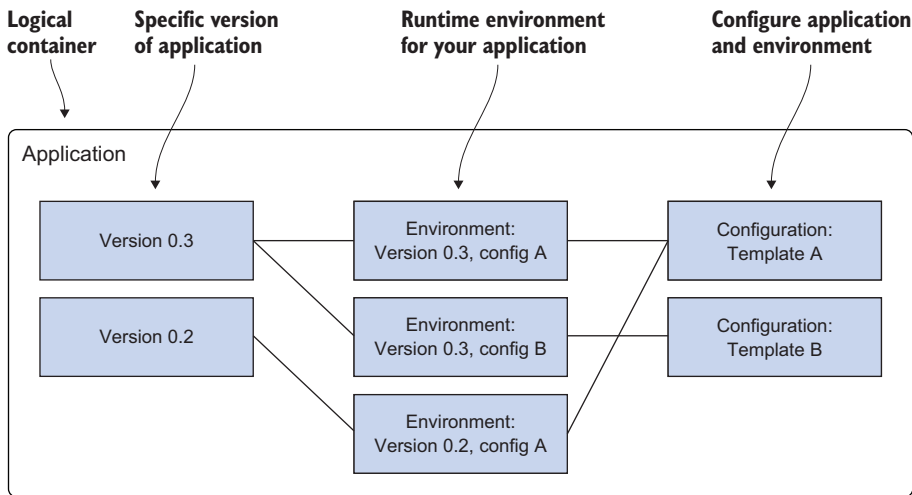 Logical
container
Specific version
of application
Runtime environment
for your application
Configure application
and environment
Application
Version 0.3
Version 0.2
Environment:
Version 0.3, config A
Environment:
Version 0.3, config B
Environment:
Version 0.2, config A
Configuration:
Template A
Configuration:
Template B